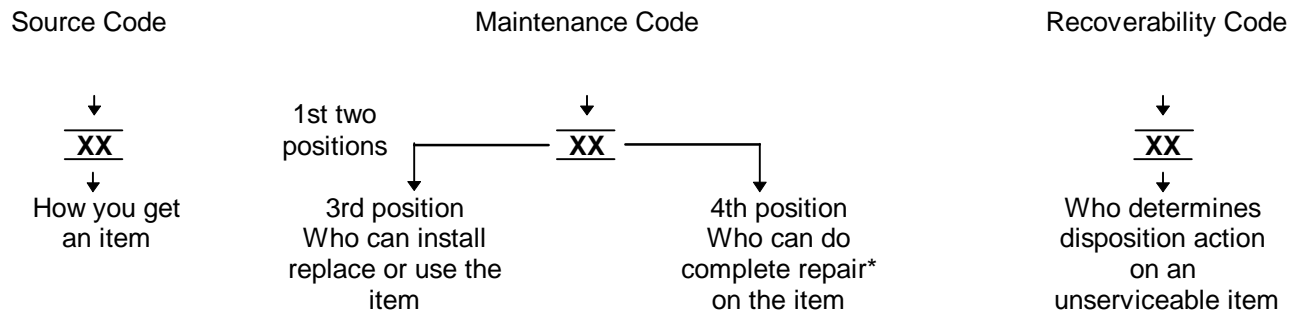 Source Code
Maintenance Code
Recoverability Code
1st two
positions
XX
XX
XX
How you get
an item
3rd position
Who can install
replace or use the
item
4th position
Who can do
complete repair*
on the item
Who determines
disposition action
on an
unserviceable item